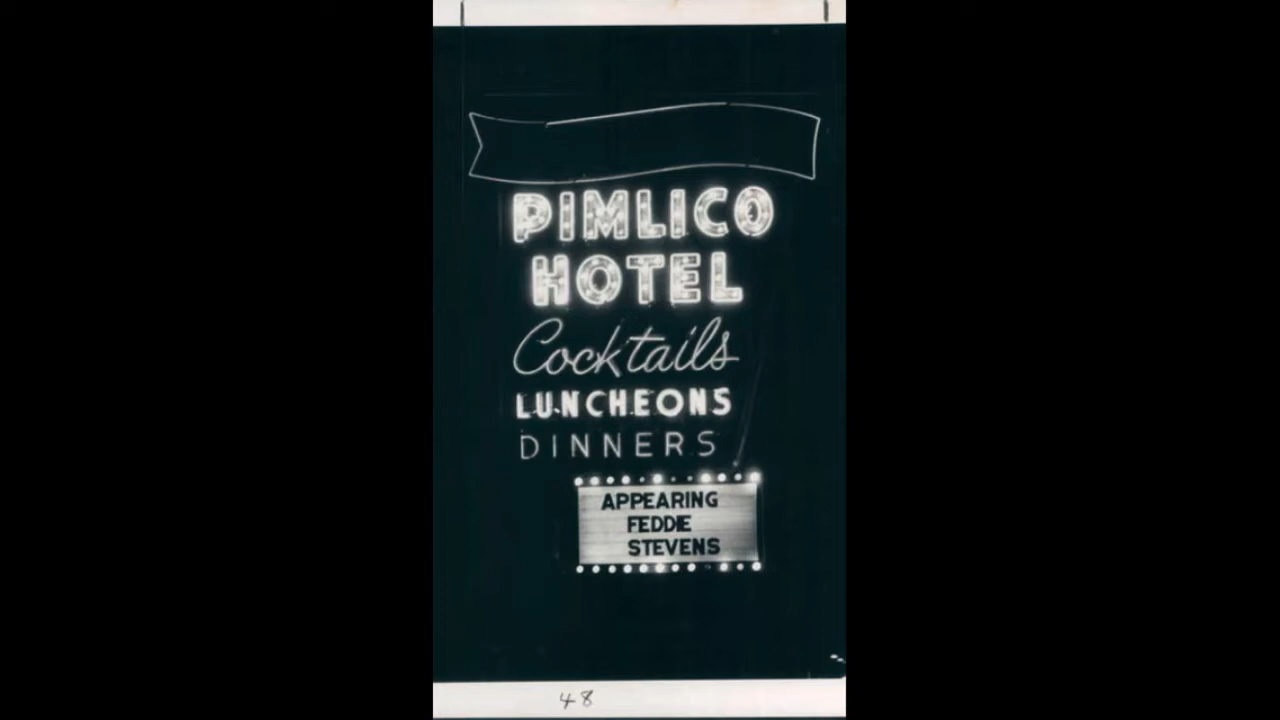 PIMLICO
HOTEL
Cocktails
LUNCHEONS
DINNERS
APPEARING
FEDDIE
STEVENS
48